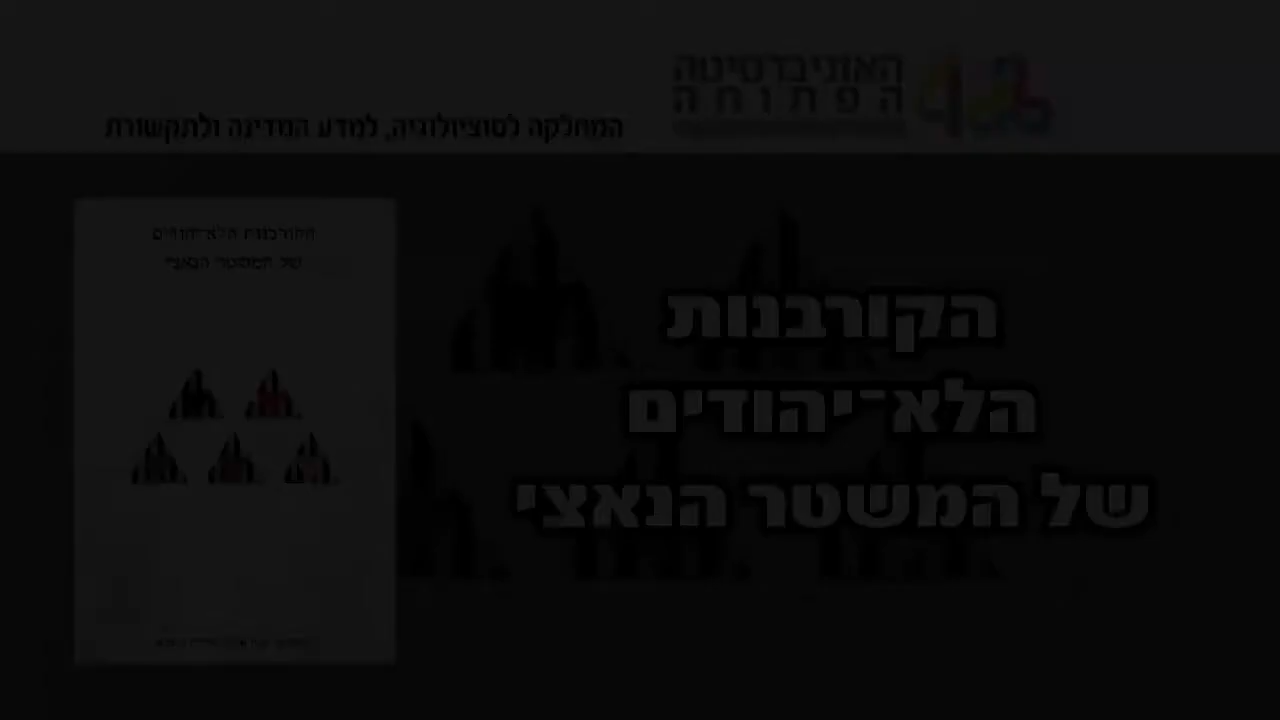 האוניברסיטה
הפתוחה
המחלקה לסוציולוגיה, למדע המדינה ולתקשורת
הקורבנות הלא־יהודים
של המשטר הנאצי
הקורבנות
הלא־יהודים
של המשטר הנאצי